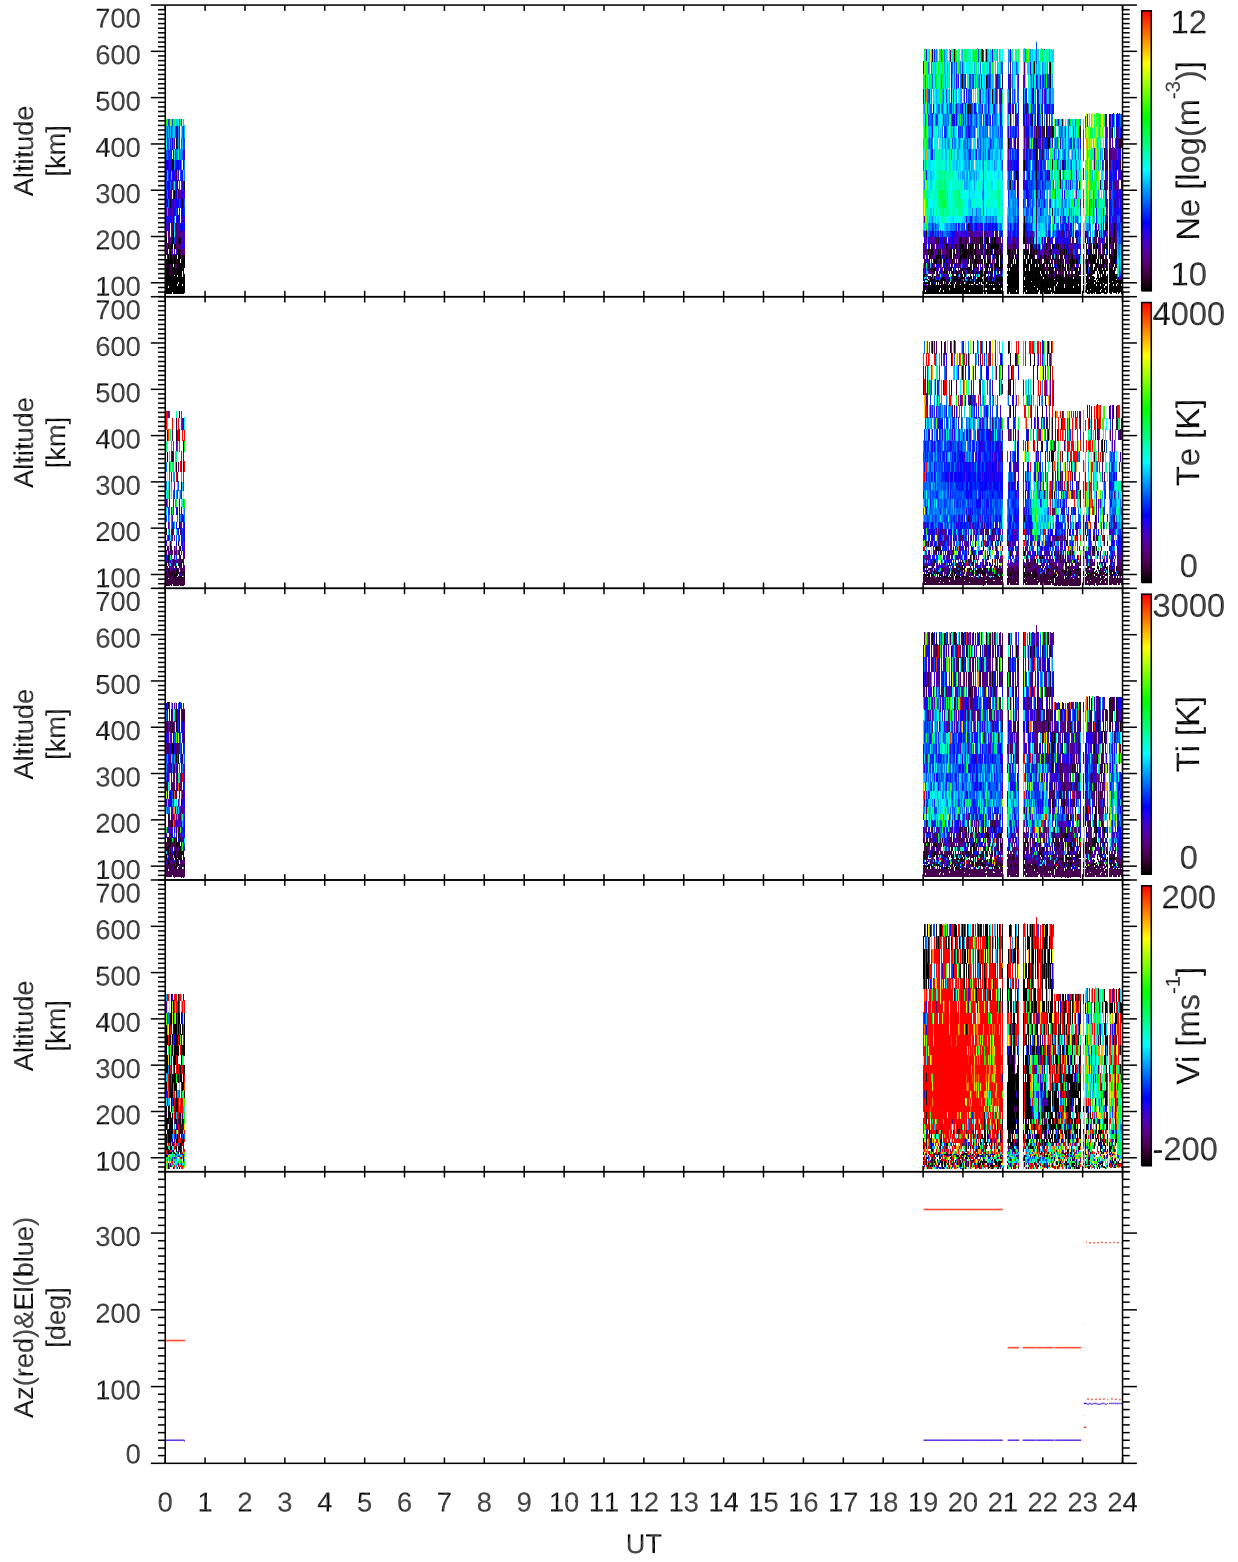 700
600
500
400
300
200
100
Altitude
[km]
12
Ne [log(m⁻³)]
10
700
600
500
400
300
200
100
Altitude
[km]
4000
Te [K]
0
700
600
500
400
300
200
100
Altitude
[km]
3000
Ti [K]
0
700
600
500
400
300
200
100
Altitude
[km]
200
Vi [ms⁻¹]
-200
300
200
100
0
Az(red)&El(blue)
[deg]
0 1 2 3 4 5 6 7 8 9 10 11 12 13 14 15 16 17 18 19 20 21 22 23 24
UT